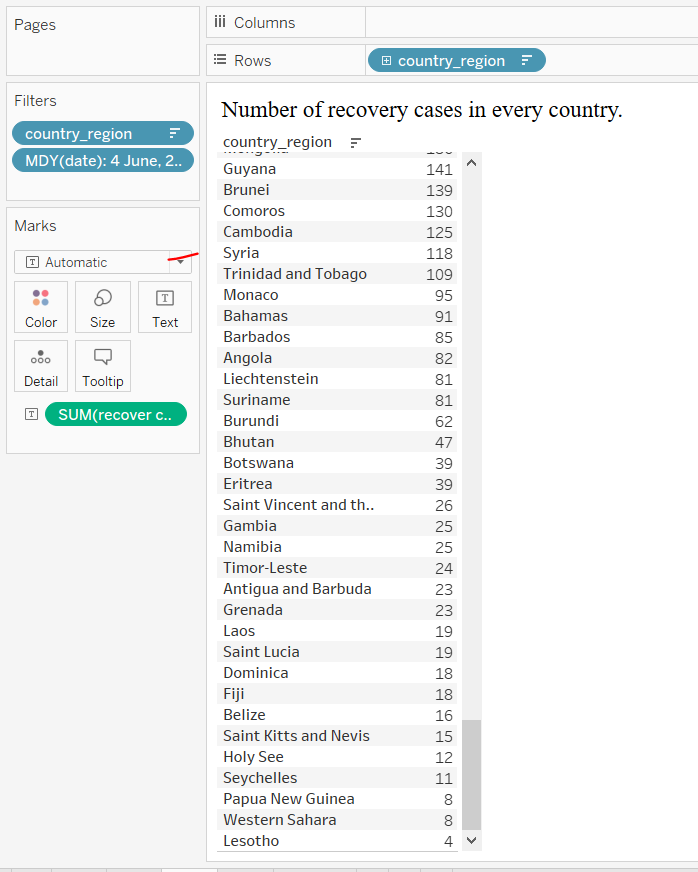 Pages
Columns
Rows
country_region
Filters
country_region
MDY(date): 4 June, 2..
Marks
T Automatic
Color
Size
T
Text
Detail
Tooltip
T SUM(recover c..
Number of recovery cases in every country.
country_region
Guyana 141
Brunei 139
Comoros 130
Cambodia 125
Syria 118
Trinidad and Tobago 109
Monaco 95
Bahamas 91
Barbados 85
Angola 82
Liechtenstein 81
Suriname 81
Burundi 62
Bhutan 47
Botswana 39
Eritrea 39
Saint Vincent and th.. 26
Gambia 25
Namibia 25
Timor-Leste 24
Antigua and Barbuda 23
Grenada 23
Laos 19
Saint Lucia 19
Dominica 18
Fiji 18
Belize 16
Saint Kitts and Nevis 15
Holy See 12
Seychelles 11
Papua New Guinea 8
Western Sahara 8
Lesotho 4